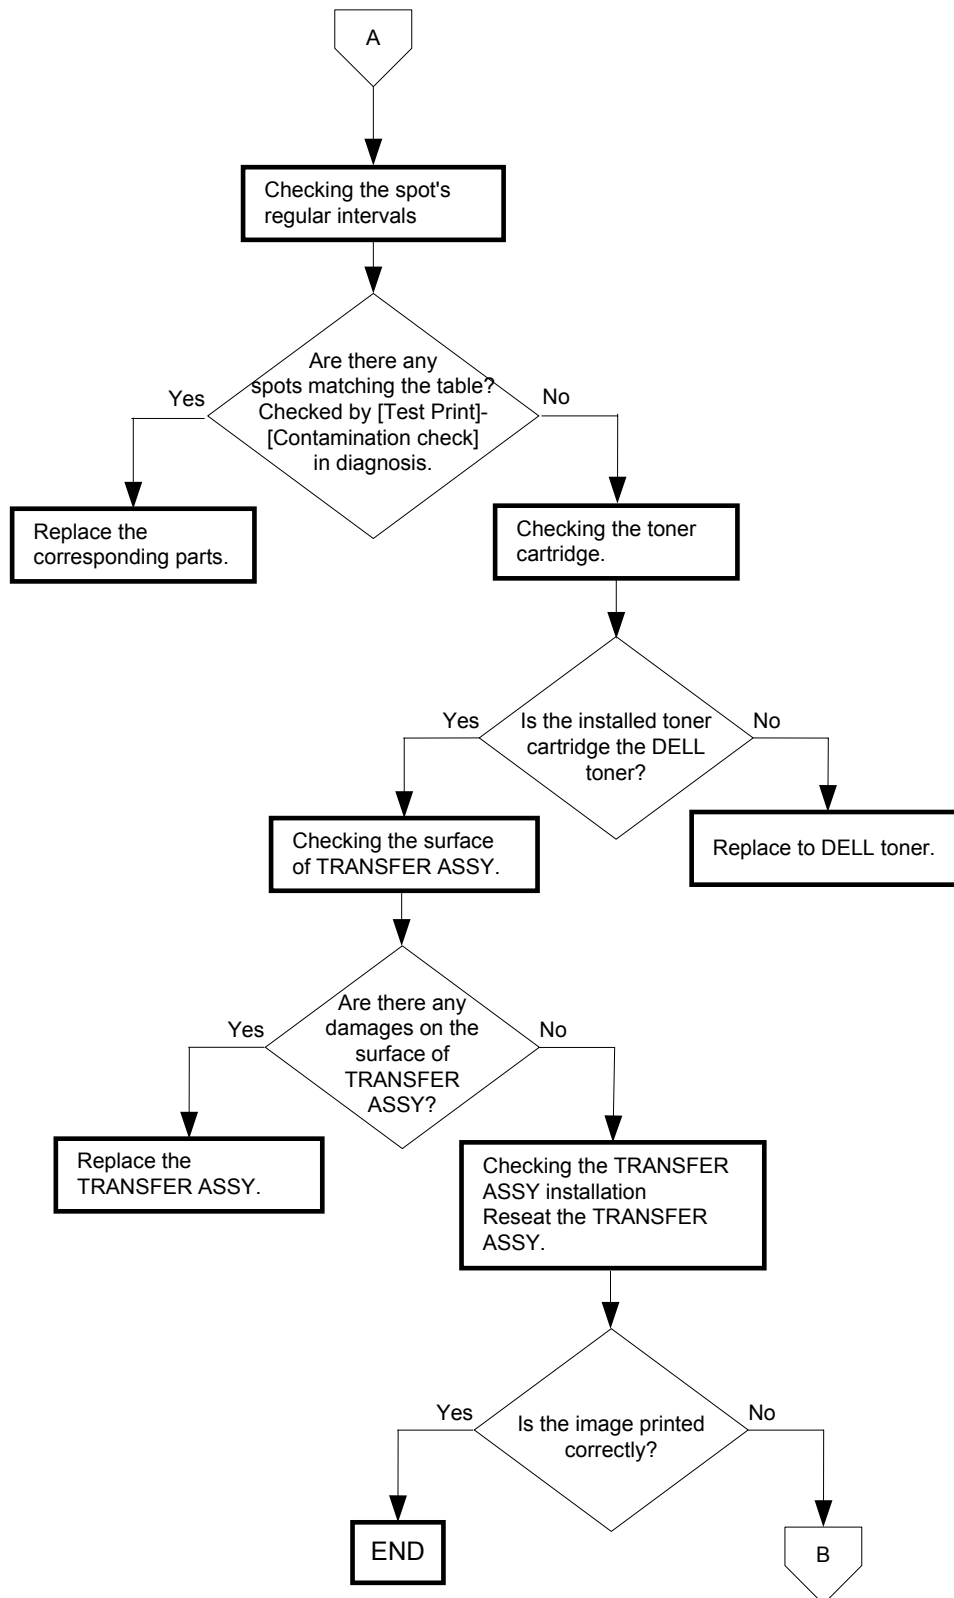 A
Checking the spot's
regular intervals
Are there any
spots matching the table?
Checked by [Test Print]-
[Contamination check]
in diagnosis.
Yes
No
Replace the
corresponding parts.
Checking the toner
cartridge.
Is the installed toner
cartridge the DELL
toner?
Yes
No
Checking the surface
of TRANSFER ASSY.
Replace to DELL toner.
Are there any
damages on the
surface of
TRANSFER
ASSY?
Yes
No
Replace the
TRANSFER ASSY.
Checking the TRANSFER
ASSY installation
Reseat the TRANSFER
ASSY.
Is the image printed
correctly?
Yes
No
END
B